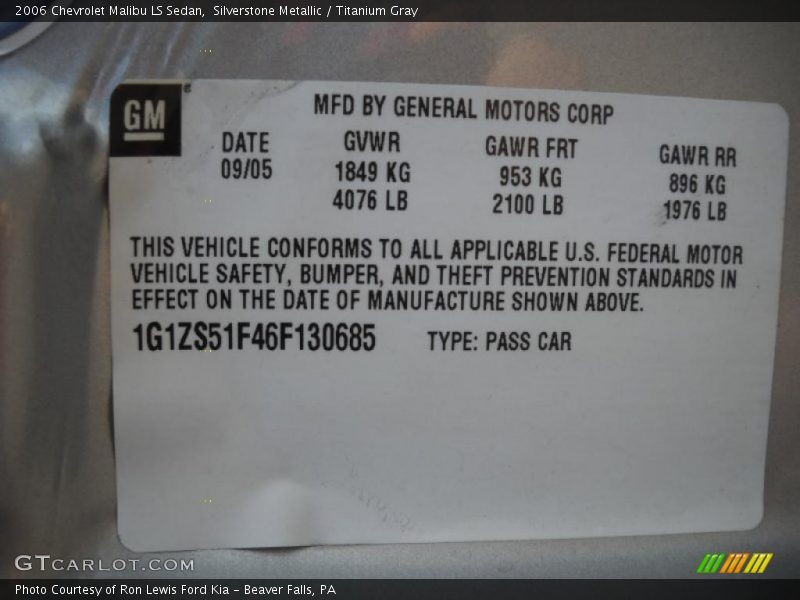 2006 Chevrolet Malibu LS Sedan,  Silverstone Metallic / Titanium Gray
GM
MFD BY GENERAL MOTORS CORP
DATE GVWR GAWR FRT GAWR RR
09/05 1849 KG 953 KG 896 KG
4076 LB 2100 LB 1976 LB
THIS VEHICLE CONFORMS TO ALL APPLICABLE U.S. FEDERAL MOTOR
VEHICLE SAFETY, BUMPER, AND THEFT PREVENTION STANDARDS IN
EFFECT ON THE DATE OF MANUFACTURE SHOWN ABOVE.
1G1ZS51F46F130685 TYPE: PASS CAR
GTCARLOT.COM
Photo Courtesy of Ron Lewis Ford Kia – Beaver Falls, PA